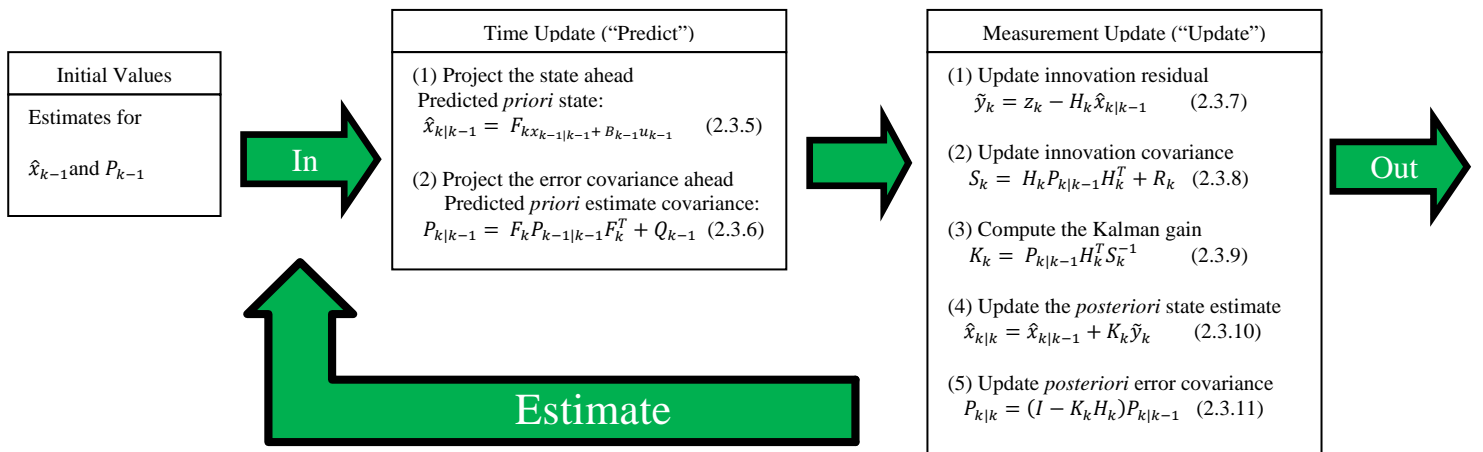 Initial Values
Estimates for
x̂ₖ₋₁ and Pₖ₋₁
In
Time Update (“Predict”)
(1) Project the state ahead
Predicted priori state:
x̂_{k|k−1} = F_{kx_{k−1|k−1}+ B_{k−1}u_{k−1}} (2.3.5)
(2) Project the error covariance ahead
Predicted priori estimate covariance:
P_{k|k−1} = F_k P_{k−1|k−1} F_k^T + Q_{k−1} (2.3.6)
Measurement Update (“Update”)
(1) Update innovation residual
ỹ_k = z_k − H_k x̂_{k|k−1} (2.3.7)
(2) Update innovation covariance
S_k = H_k P_{k|k−1} H_k^T + R_k (2.3.8)
(3) Compute the Kalman gain
K_k = P_{k|k−1} H_k^T S_k^{−1} (2.3.9)
(4) Update the posteriori state estimate
x̂_{k|k} = x̂_{k|k−1} + K_k ỹ_k (2.3.10)
(5) Update posteriori error covariance
P_{k|k} = (I − K_k H_k)P_{k|k−1} (2.3.11)
Out
Estimate